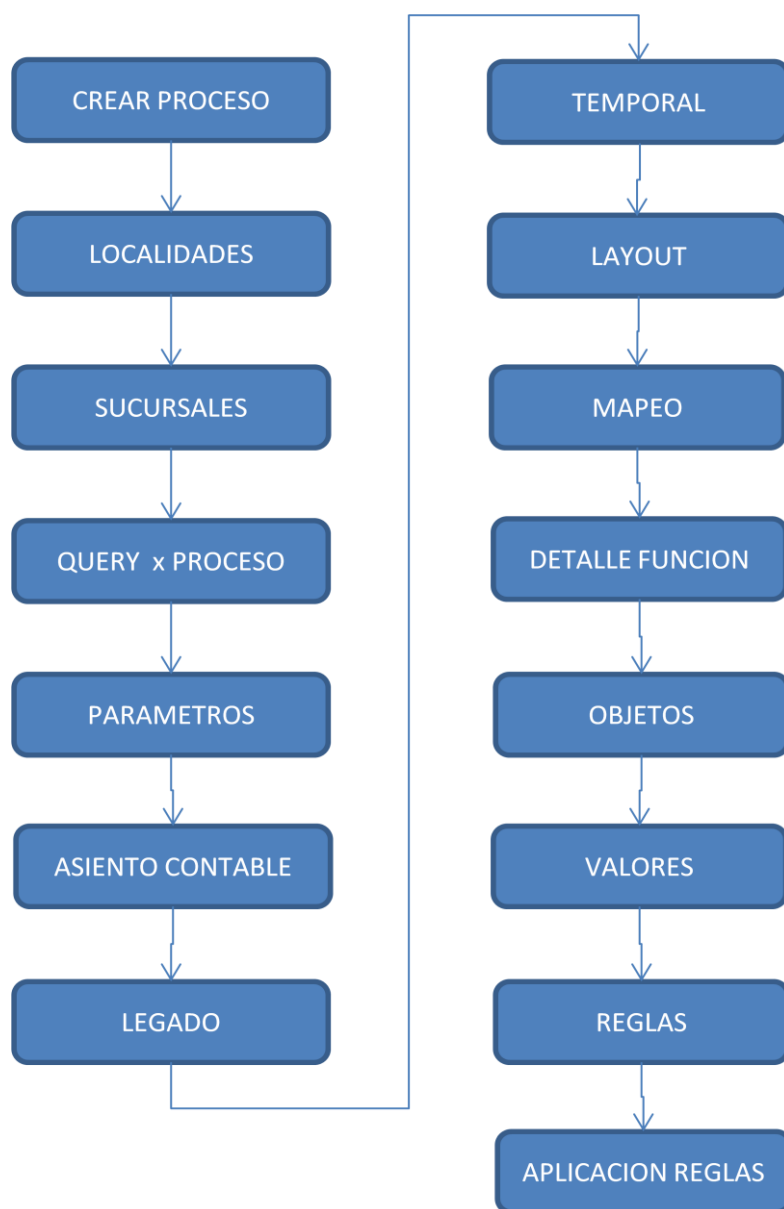 CREAR PROCESO
LOCALIDADES
SUCURSALES
QUERY x PROCESO
PARAMETROS
ASIENTO CONTABLE
LEGADO
TEMPORAL
LAYOUT
MAPEO
DETALLE FUNCION
OBJETOS
VALORES
REGLAS
APLICACION REGLAS